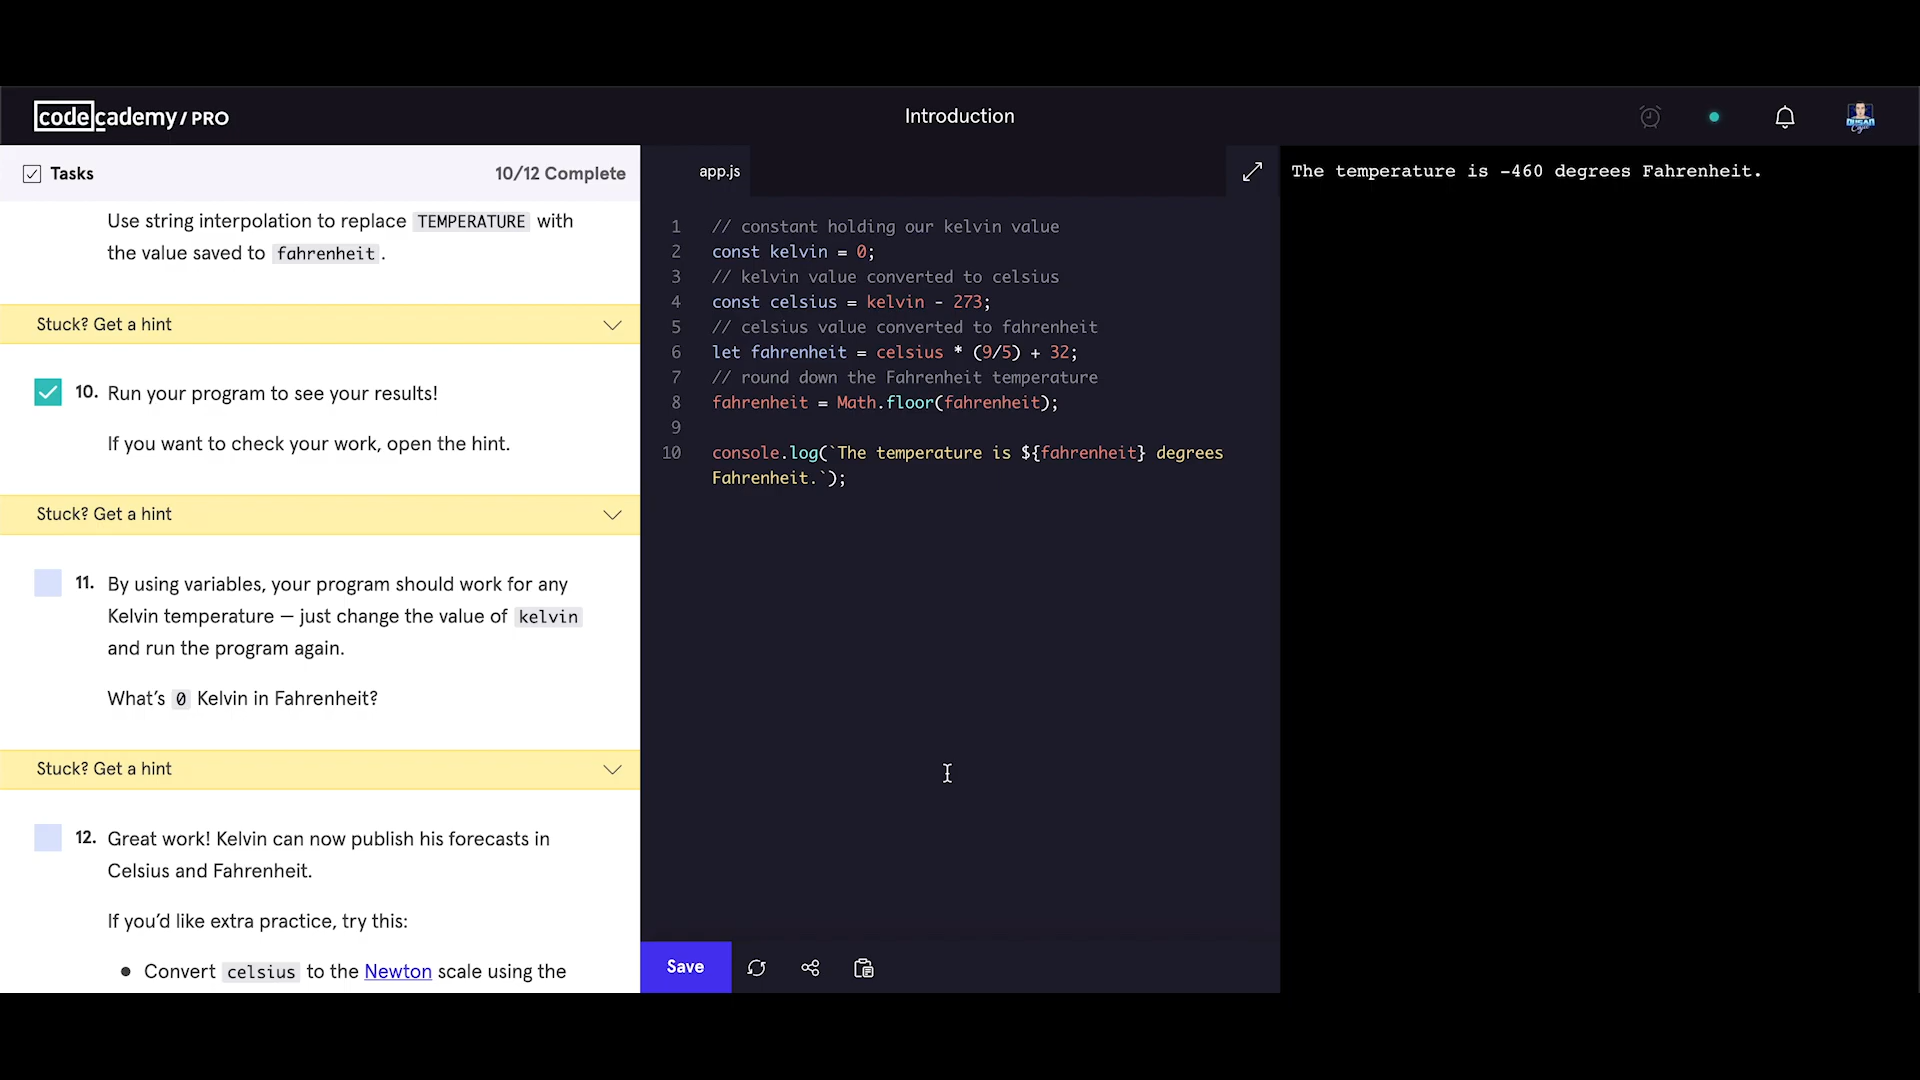 codecademy/PRO
Introduction
Tasks
10/12 Complete
Use string interpolation to replace TEMPERATURE with
the value saved to fahrenheit.
Stuck? Get a hint
10. Run your program to see your results!
If you want to check your work, open the hint.
Stuck? Get a hint
11. By using variables, your program should work for any
Kelvin temperature — just change the value of kelvin
and run the program again.
What's 0 Kelvin in Fahrenheit?
Stuck? Get a hint
12. Great work! Kelvin can now publish his forecasts in
Celsius and Fahrenheit.
If you'd like extra practice, try this:
• Convert celsius to the Newton scale using the
app.js
1 // constant holding our kelvin value
2 const kelvin = 0;
3 // kelvin value converted to celsius
4 const celsius = kelvin - 273;
5 // celsius value converted to fahrenheit
6 let fahrenheit = celsius * (9/5) + 32;
7 // round down the Fahrenheit temperature
8 fahrenheit = Math.floor(fahrenheit);
9
10 console.log(`The temperature is ${fahrenheit} degrees
Fahrenheit.`);
Save
The temperature is -460 degrees Fahrenheit.